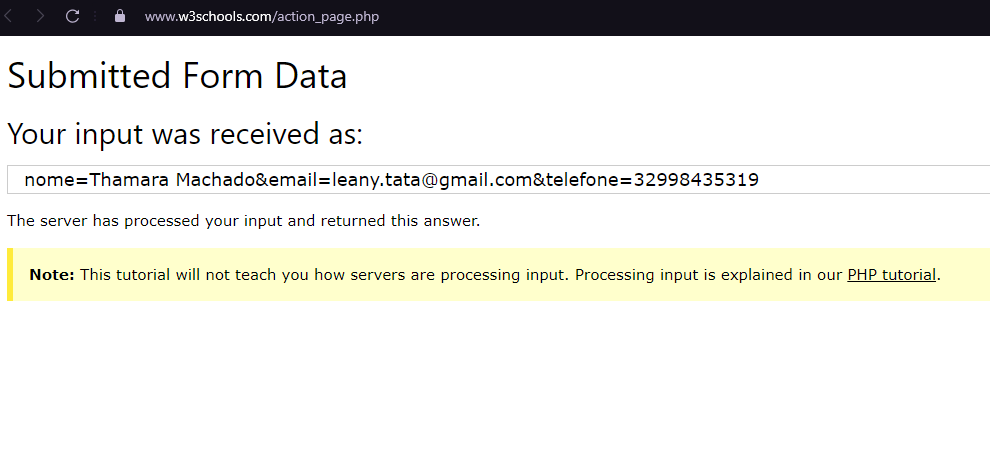 www.w3schools.com/action_page.php
Submitted Form Data
Your input was received as:
nome=Thamara Machado&email=leany.tata@gmail.com&telefone=32998435319
The server has processed your input and returned this answer.
Note: This tutorial will not teach you how servers are processing input. Processing input is explained in our PHP tutorial.